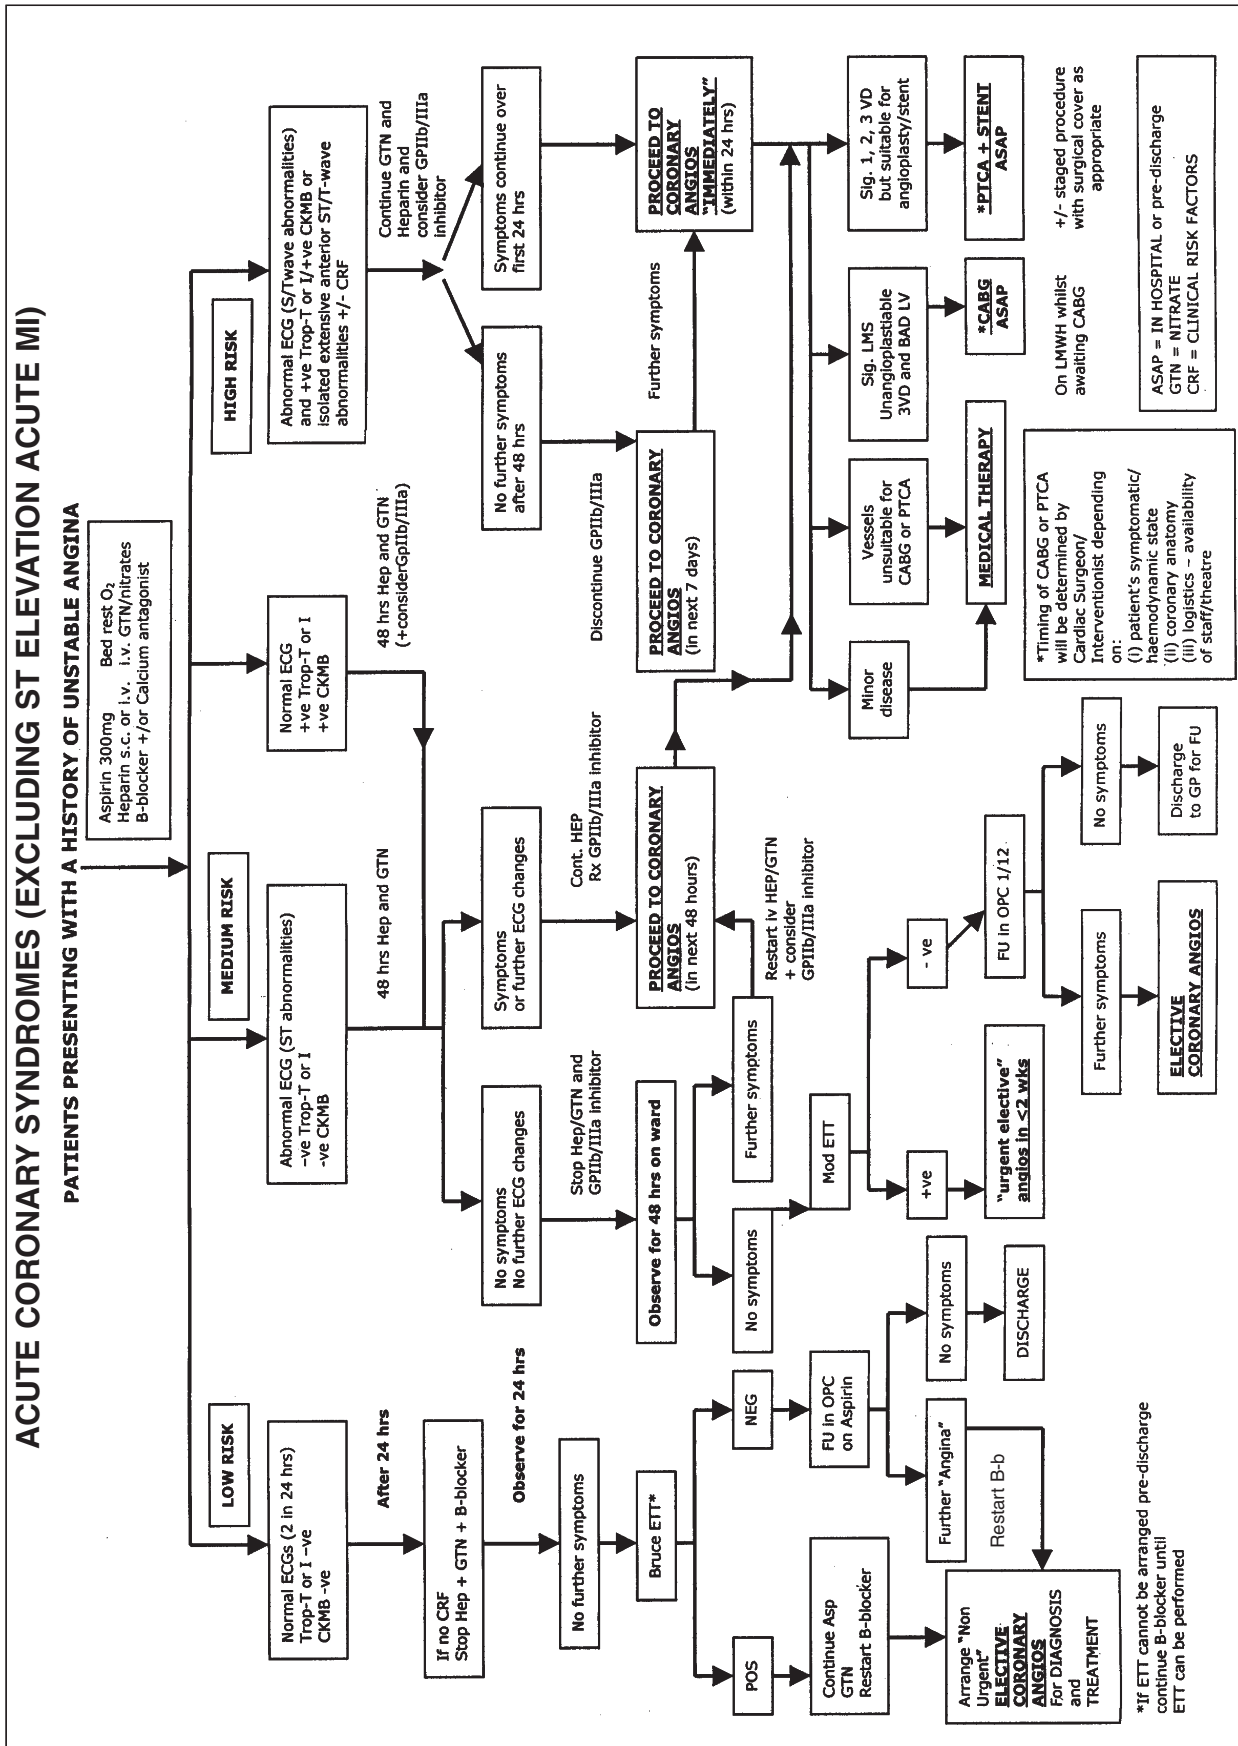 ACUTE CORONARY SYNDROMES (EXCLUDING ST ELEVATION ACUTE MI)
PATIENTS PRESENTING WITH A HISTORY OF UNSTABLE ANGINA
Aspirin 300mg Bed rest O2
Heparin s.c. or i.v. i.v. GTN/nitrates
B-blocker +/or Calcium antagonist
LOW RISK
MEDIUM RISK
HIGH RISK
Normal ECGs (2 in 24 hrs)
Trop-T or I –ve
CKMB -ve
Abnormal ECG (ST abnormalities)
–ve Trop-T or I
-ve CKMB
Normal ECG
+ve Trop-T or I
+ve CKMB
Abnormal ECG (S/Twave abnormalities)
and +ve Trop-T or I/+ve CKMB or
isolated extensive anterior ST/T-wave
abnormalities +/- CRF
After 24 hrs
48 hrs Hep and GTN
48 hrs Hep and GTN
(+considerGpIIb/IIIa)
Continue GTN and
Heparin and
consider GPIIb/IIIa
inhibitor
If no CRF
Stop Hep + GTN + B-blocker
Observe for 24 hrs
No symptoms
No further ECG changes
Symptoms
or further ECG changes
No further symptoms
after 48 hrs
Symptoms continue over
first 24 hrs
No further symptoms
Stop Hep/GTN and
GPIIb/IIIa inhibitor
Cont. HEP
Rx GPIIb/IIIa inhibitor
Discontinue GPIIb/IIIa
Further symptoms
Bruce ETT*
Observe for 48 hrs on ward
PROCEED TO CORONARY
ANGIOS
(in next 48 hours)
PROCEED TO CORONARY
ANGIOS
(in next 7 days)
PROCEED TO
CORONARY
ANGIOS
"IMMEDIATELY"
(within 24 hrs)
POS
NEG
No symptoms
Further symptoms
Restart iv HEP/GTN
+ consider
GPIIb/IIIa inhibitor
Continue Asp
GTN
Restart B-blocker
FU in OPC
on Aspirin
Mod ETT
Minor
disease
Vessels
unsuitable for
CABG or PTCA
Sig. LMS
Unangioplastiable
3VD and BAD LV
Sig. 1, 2, 3 VD
but suitable for
angioplasty/stent
Further "Angina"
No symptoms
+ve
- ve
Restart B-b
MEDICAL THERAPY
*CABG
ASAP
*PTCA + STENT
ASAP
Arrange "Non
Urgent"
ELECTIVE
CORONARY
ANGIOS
For DIAGNOSIS
and
TREATMENT
DISCHARGE
"urgent elective"
angios in <2 wks
FU in OPC 1/12
On LMWH whilst
awaiting CABG
+/- staged procedure
with surgical cover as
appropriate
Further symptoms
No symptoms
*Timing of CABG or PTCA
will be determined by
Cardiac Surgeon/
Interventionist depending
on:
(i) patient's symptomatic/
haemodynamic state
(ii) coronary anatomy
(iii) logistics – availability
of staff/theatre
ELECTIVE
CORONARY ANGIOS
Discharge
to GP for FU
ASAP = IN HOSPITAL or pre-discharge
GTN = NITRATE
CRF = CLINICAL RISK FACTORS
*If ETT cannot be arranged pre-discharge
continue B-blocker until
ETT can be performed